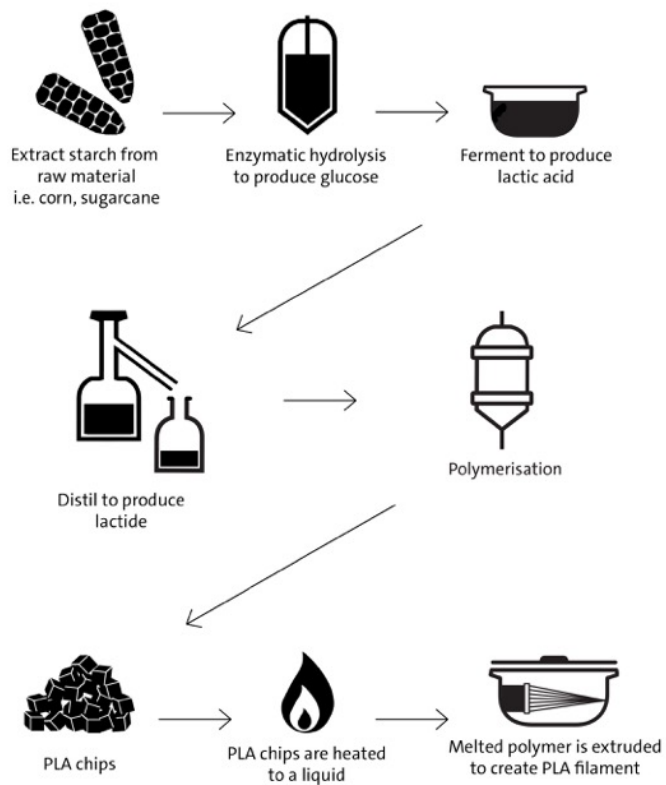 Extract starch from
raw material
i.e. corn, sugarcane
Enzymatic hydrolysis
to produce glucose
Ferment to produce
lactic acid
Distil to produce
lactide
Polymerisation
PLA chips
PLA chips are heated
to a liquid
Melted polymer is extruded
to create PLA filament